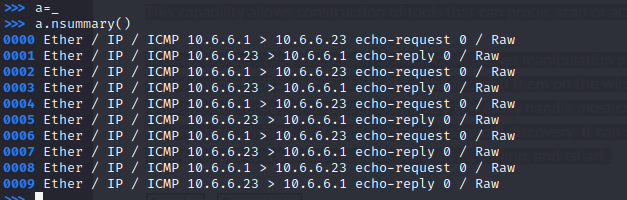 >>> a=_
>>> a.nsummary()
0000 Ether / IP / ICMP 10.6.6.1 > 10.6.6.23 echo-request 0 / Raw
0001 Ether / IP / ICMP 10.6.6.23 > 10.6.6.1 echo-reply 0 / Raw
0002 Ether / IP / ICMP 10.6.6.1 > 10.6.6.23 echo-request 0 / Raw
0003 Ether / IP / ICMP 10.6.6.23 > 10.6.6.1 echo-reply 0 / Raw
0004 Ether / IP / ICMP 10.6.6.1 > 10.6.6.23 echo-request 0 / Raw
0005 Ether / IP / ICMP 10.6.6.23 > 10.6.6.1 echo-reply 0 / Raw
0006 Ether / IP / ICMP 10.6.6.1 > 10.6.6.23 echo-request 0 / Raw
0007 Ether / IP / ICMP 10.6.6.23 > 10.6.6.1 echo-reply 0 / Raw
0008 Ether / IP / ICMP 10.6.6.1 > 10.6.6.23 echo-request 0 / Raw
0009 Ether / IP / ICMP 10.6.6.23 > 10.6.6.1 echo-reply 0 / Raw
>>>